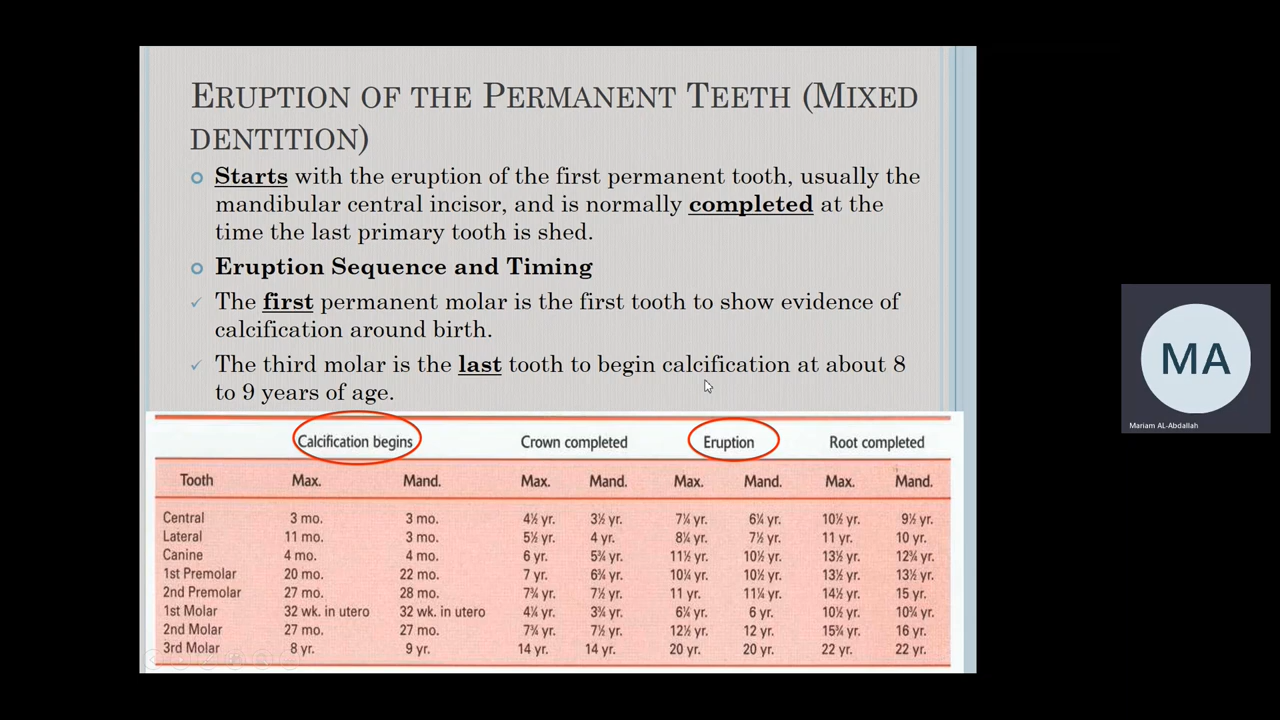 ERUPTION OF THE PERMANENT TEETH (MIXED
DENTITION)
Starts with the eruption of the first permanent tooth, usually the
mandibular central incisor, and is normally completed at the
time the last primary tooth is shed.
Eruption Sequence and Timing
The first permanent molar is the first tooth to show evidence of
calcification around birth.
The third molar is the last tooth to begin calcification at about 8
to 9 years of age.
Calcification begins Crown completed Eruption Root completed
Tooth Max. Mand. Max. Mand. Max. Mand. Max. Mand.
Central 3 mo. 3 mo. 4½ yr. 3½ yr. 7¼ yr. 6¼ yr. 10½ yr. 9½ yr.
Lateral 11 mo. 3 mo. 5½ yr. 4 yr. 8¼ yr. 7½ yr. 11 yr. 10 yr.
Canine 4 mo. 4 mo. 6 yr. 5¾ yr. 11½ yr. 10½ yr. 13½ yr. 12¾ yr.
1st Premolar 20 mo. 22 mo. 7 yr. 6¾ yr. 10¼ yr. 10½ yr. 13½ yr. 13½ yr.
2nd Premolar 27 mo. 28 mo. 7¾ yr. 7½ yr. 11 yr. 11¼ yr. 14½ yr. 15 yr.
1st Molar 32 wk. in utero 32 wk. in utero 4¼ yr. 3¾ yr. 6¼ yr. 6 yr. 10½ yr. 10¾ yr.
2nd Molar 27 mo. 27 mo. 7¾ yr. 7½ yr. 12½ yr. 12 yr. 15¾ yr. 16 yr.
3rd Molar 8 yr. 9 yr. 14 yr. 14 yr. 20 yr. 20 yr. 22 yr. 22 yr.
MA
Mariam AL-Abdallah